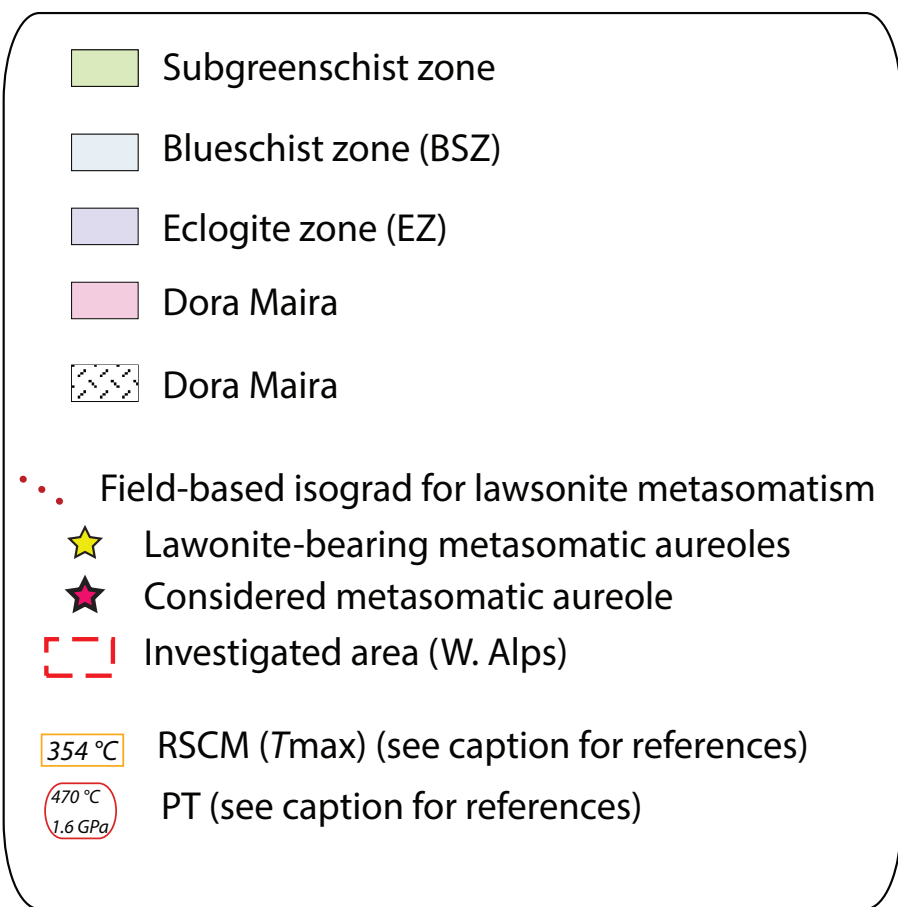 Subgreenschist zone
Blueschist zone (BSZ)
Eclogite zone (EZ)
Dora Maira
Dora Maira
Field-based isograd for lawsonite metasomatism
Lawonite-bearing metasomatic aureoles
Considered metasomatic aureole
Investigated area (W. Alps)
354 °C RSCM (Tmax) (see caption for references)
470 °C
1.6 GPa
PT (see caption for references)